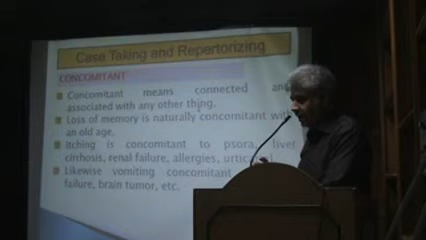 Case Taking and Repertorizing
CONCOMITANT
Concomitant means connected and
associated with any other thing.
Loss of memory is naturally concomitant with
an old age.
Itching is concomitant to psora, liver
cirrhosis, renal failure, allergies,
Likewise vomiting concomitant
failure, brain tumor, etc.